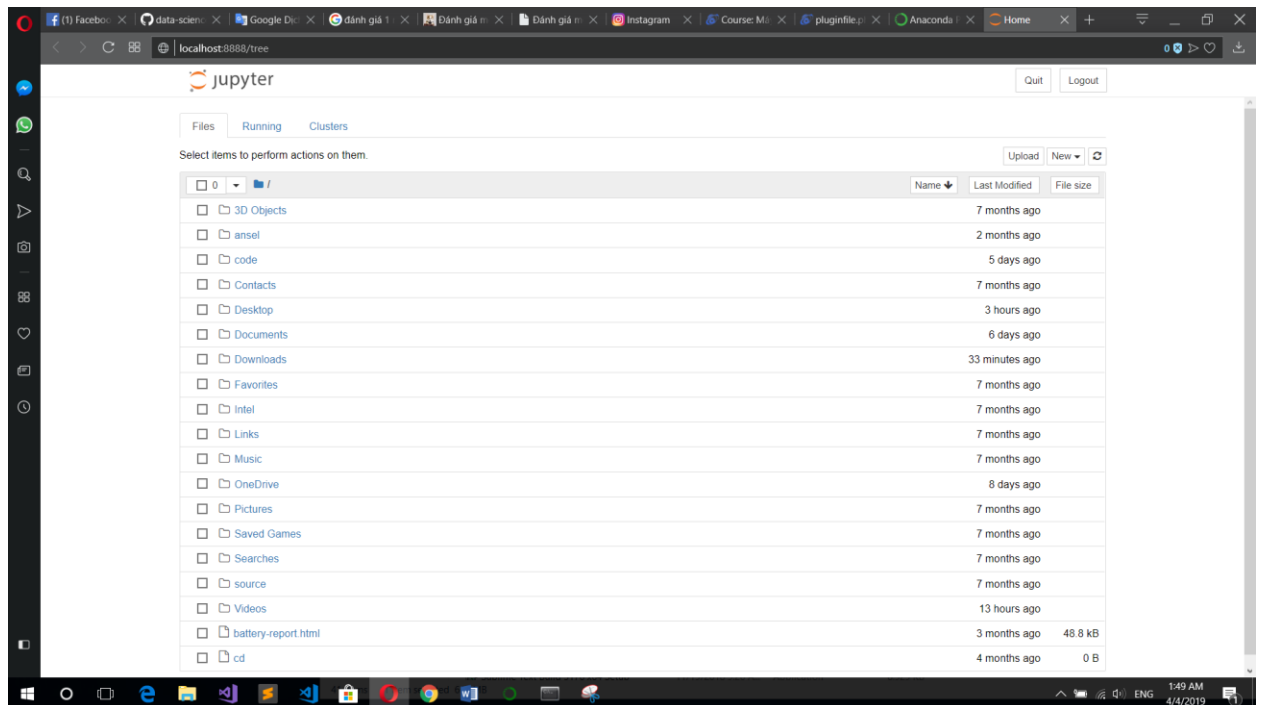 (1) Faceboo
data-scienc
Google Dic
đánh giá 1
Đánh giá m
Đánh giá m
Instagram
Course: Má
pluginfile.p
Anaconda
Home
localhost:8888/tree
0
jupyter
Quit
Logout
Files
Running
Clusters
Select items to perform actions on them.
Upload
New
0
/
Name
Last Modified
File size
3D Objects 7 months ago
ansel 2 months ago
code 5 days ago
Contacts 7 months ago
Desktop 3 hours ago
Documents 6 days ago
Downloads 33 minutes ago
Favorites 7 months ago
Intel 7 months ago
Links 7 months ago
Music 7 months ago
OneDrive 8 days ago
Pictures 7 months ago
Saved Games 7 months ago
Searches 7 months ago
source 7 months ago
Videos 13 hours ago
battery-report.html 3 months ago 48.8 kB
cd 4 months ago 0 B
ENG
1:49 AM
4/4/2019